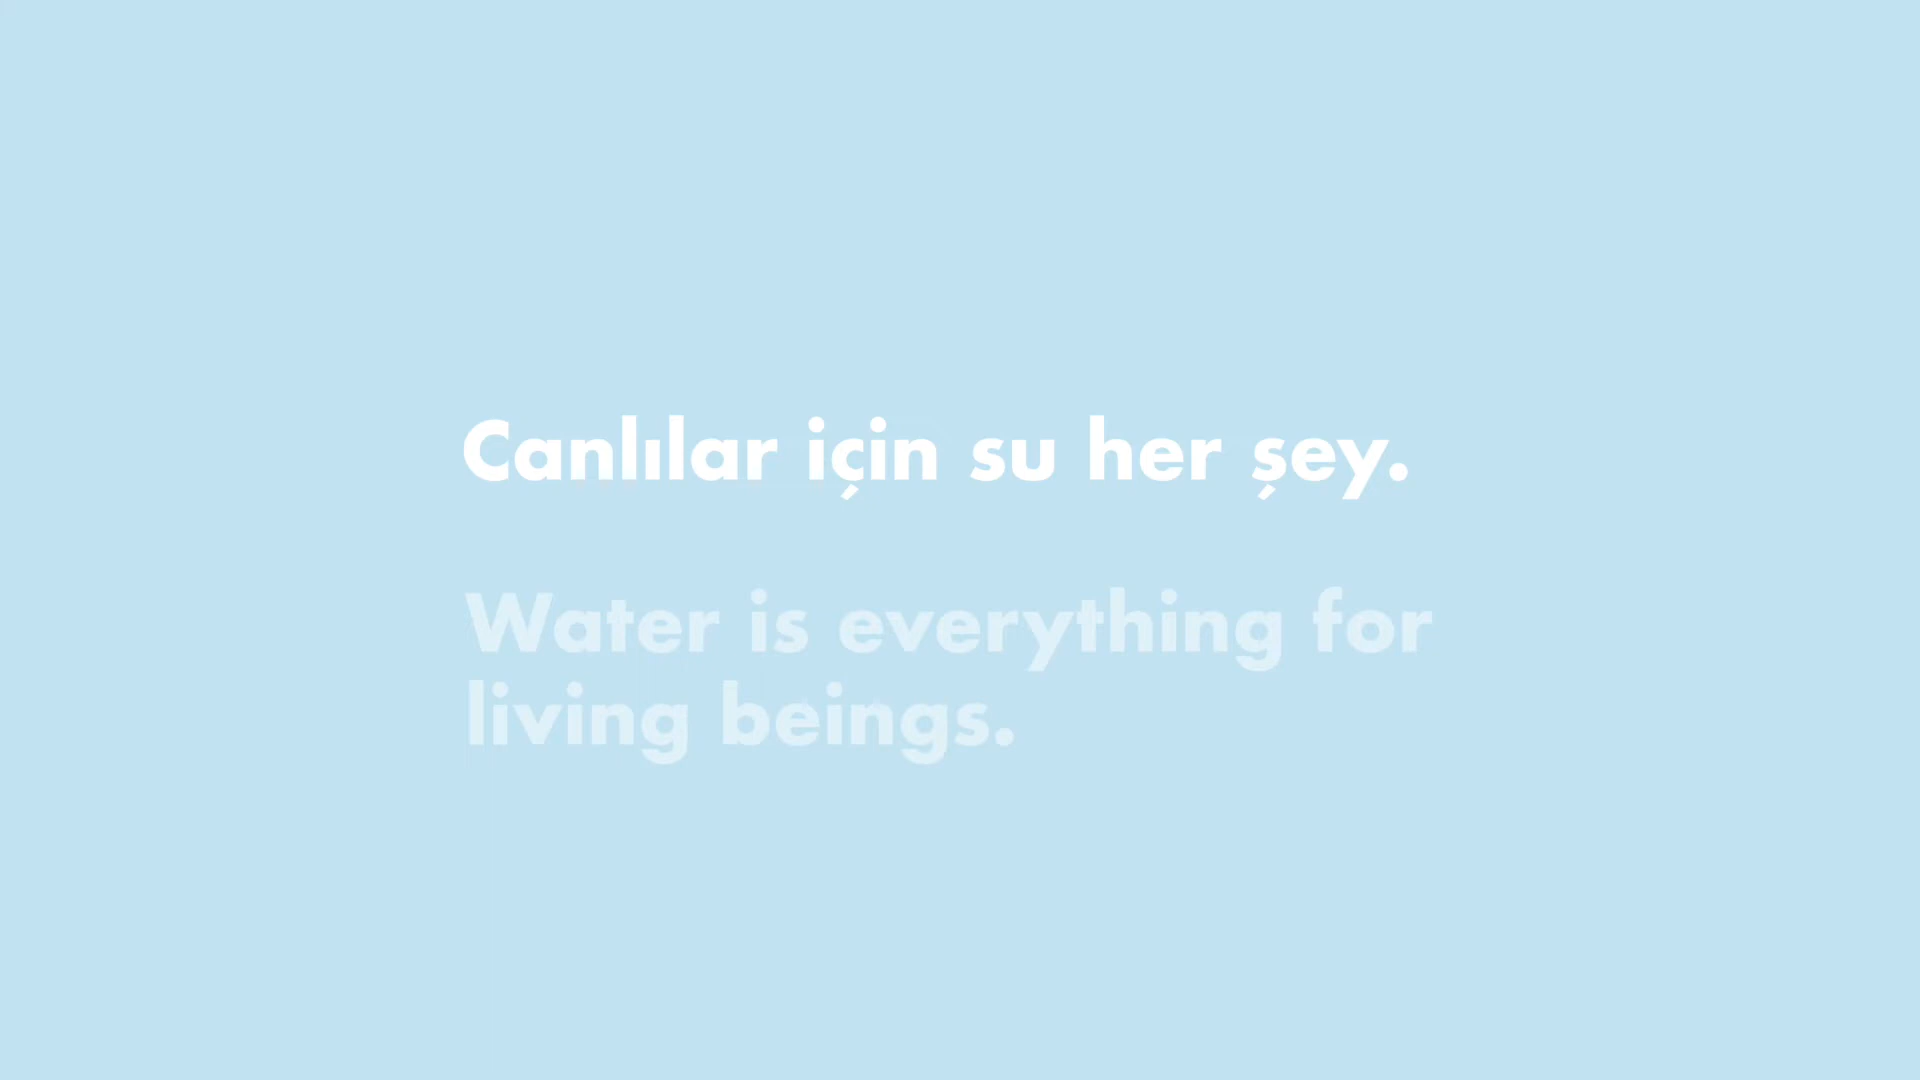 Canlılar için su her şey.
Water is everything for
living beings.